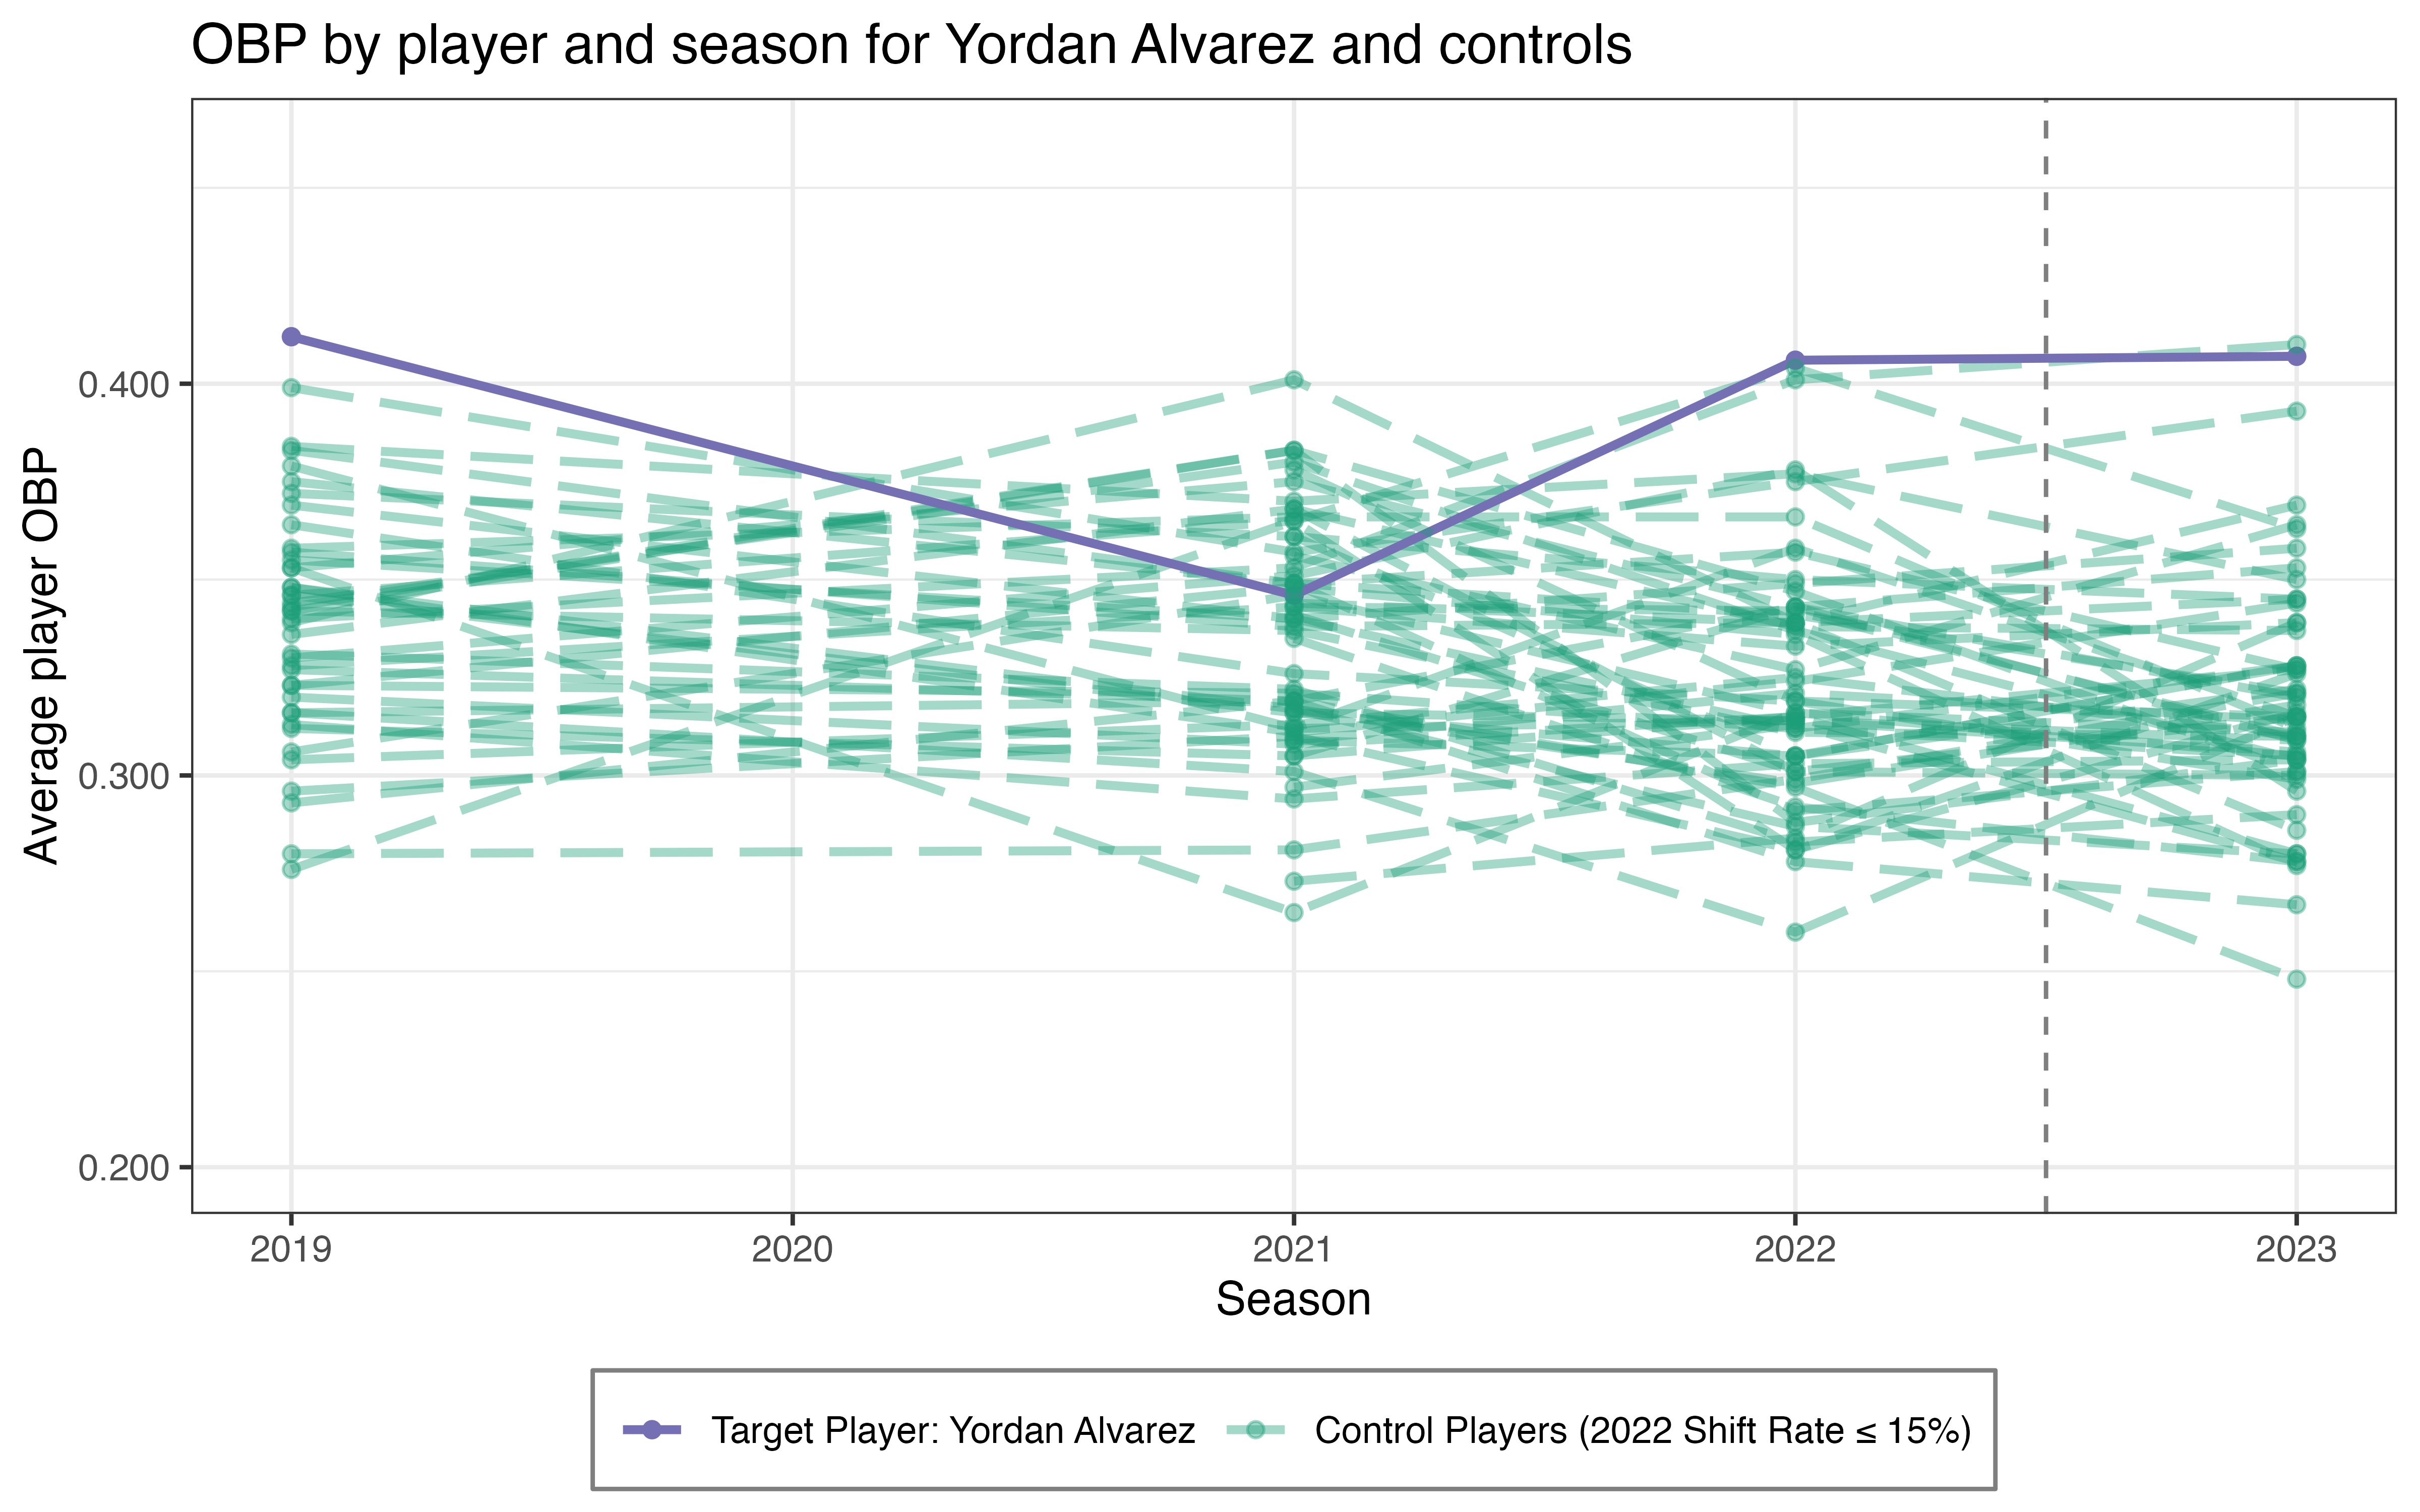 OBP by player and season for Yordan Alvarez and controls
Average player OBP
0.400
0.300
0.200
2019 2020 2021 2022 2023
Season
Target Player: Yordan Alvarez Control Players (2022 Shift Rate ≤ 15%)